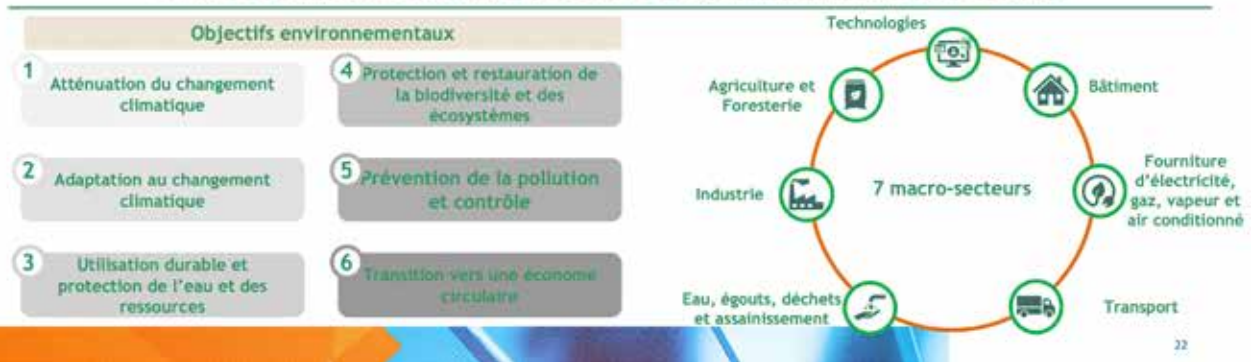 Objectifs environnementaux
1
Atténuation du changement
climatique
2
Adaptation au changement
climatique
3
Utilisation durable et
protection de l'eau et des
ressources
4
Protection et restauration de
la biodiversité et des
écosystèmes
5
Prévention de la pollution
et contrôle
6
Transition vers une économe
circulaire
Technologies
Bâtiment
Fourniture
d'électricité,
gaz, vapeur et
air conditionné
Transport
Eau, égouts, déchets
et assainissement
Industrie
Agriculture et
Foresterie
7 macro-secteurs
22